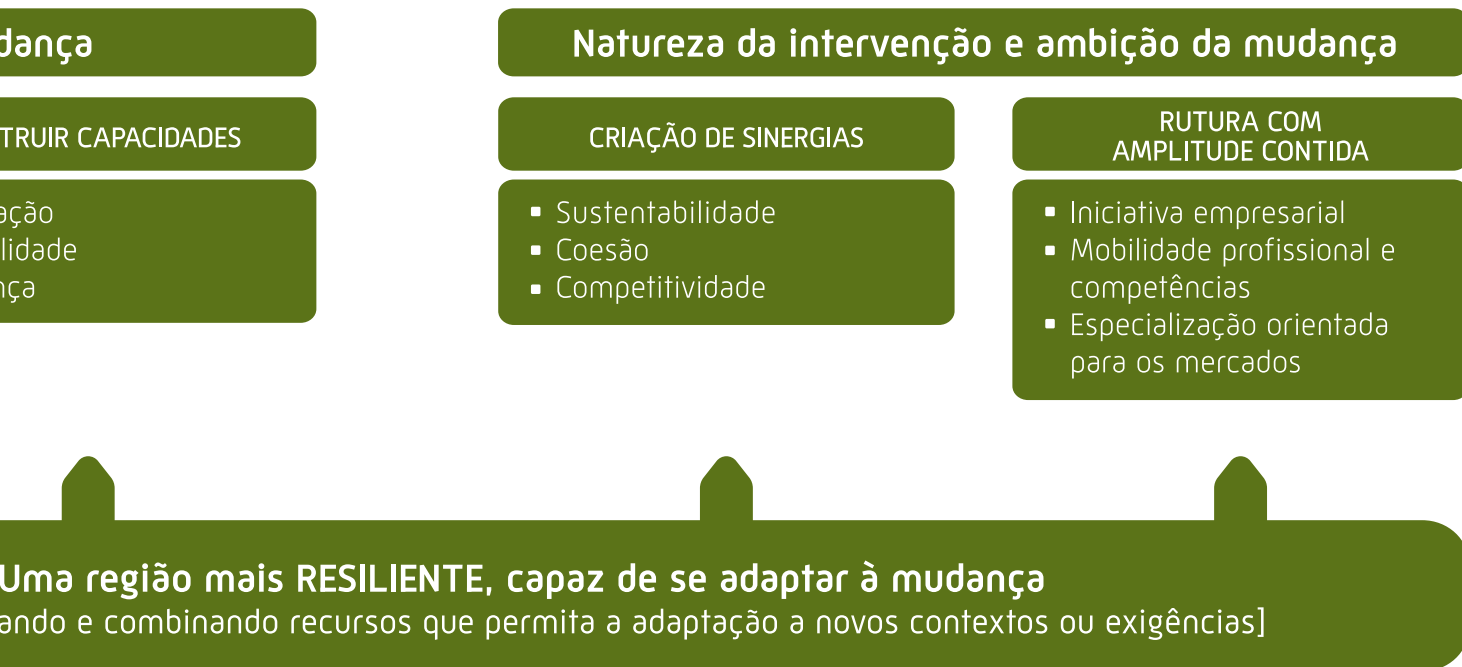 dança
TRUIR CAPACIDADES
ação
lidade
nça
Natureza da intervenção e ambição da mudança
CRIAÇÃO DE SINERGIAS
▪ Sustentabilidade
▪ Coesão
▪ Competitividade
RUTURA COM
AMPLITUDE CONTIDA
▪ Iniciativa empresarial
▪ Mobilidade profissional e
competências
▪ Especialização orientada
para os mercados
Uma região mais RESILIENTE, capaz de se adaptar à mudança
ando e combinando recursos que permita a adaptação a novos contextos ou exigências]